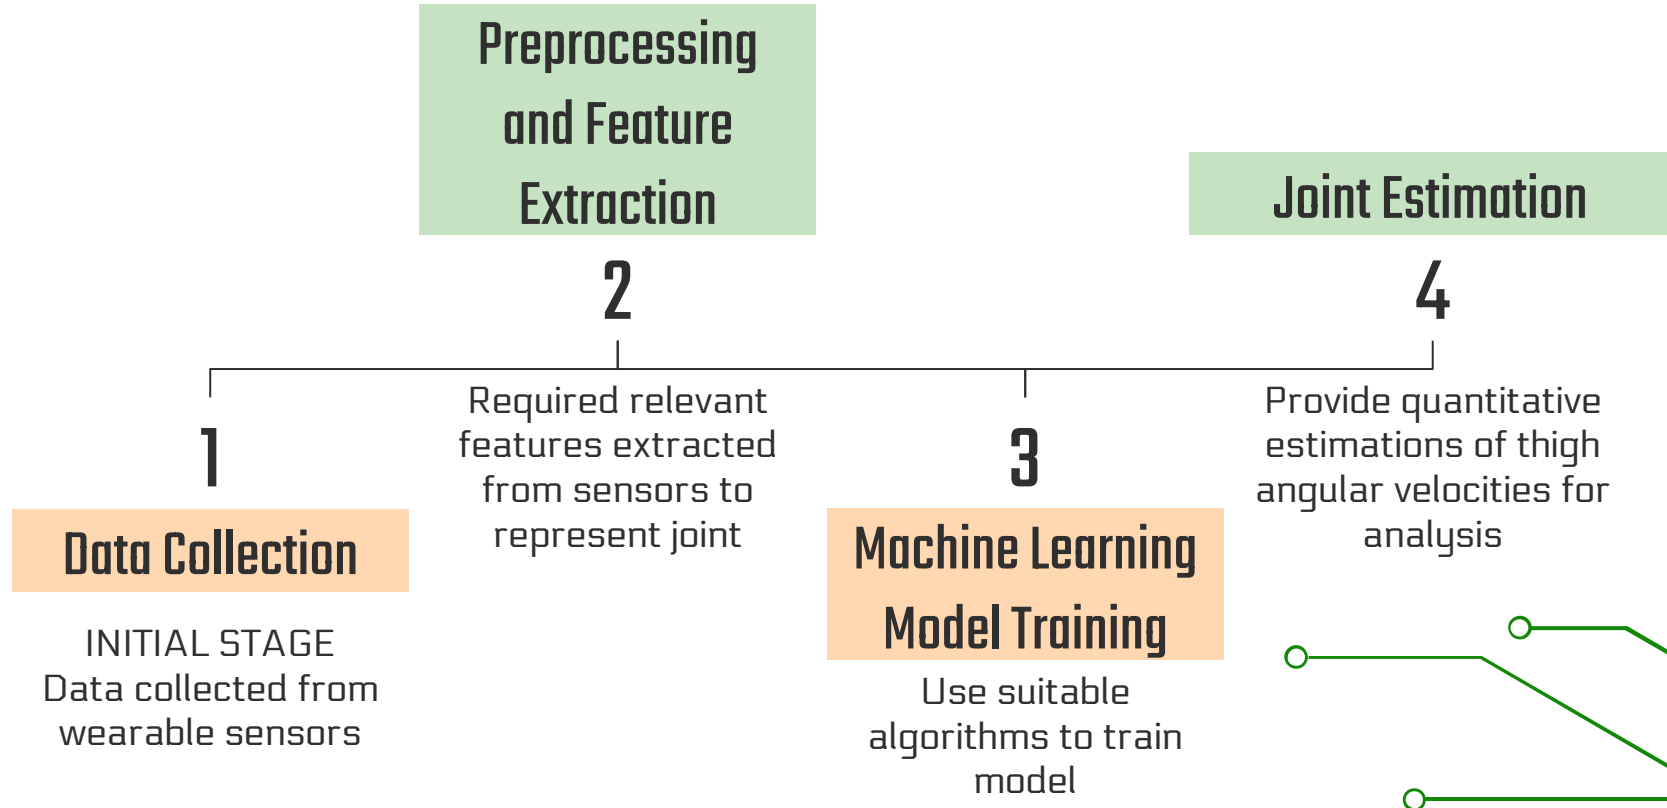 1
Data Collection
INITIAL STAGE
Data collected from
wearable sensors
Preprocessing
and Feature
Extraction
2
Required relevant
features extracted
from sensors to
represent joint
3
Machine Learning
Model Training
Use suitable
algorithms to train
model
Joint Estimation
4
Provide quantitative
estimations of thigh
angular velocities for
analysis